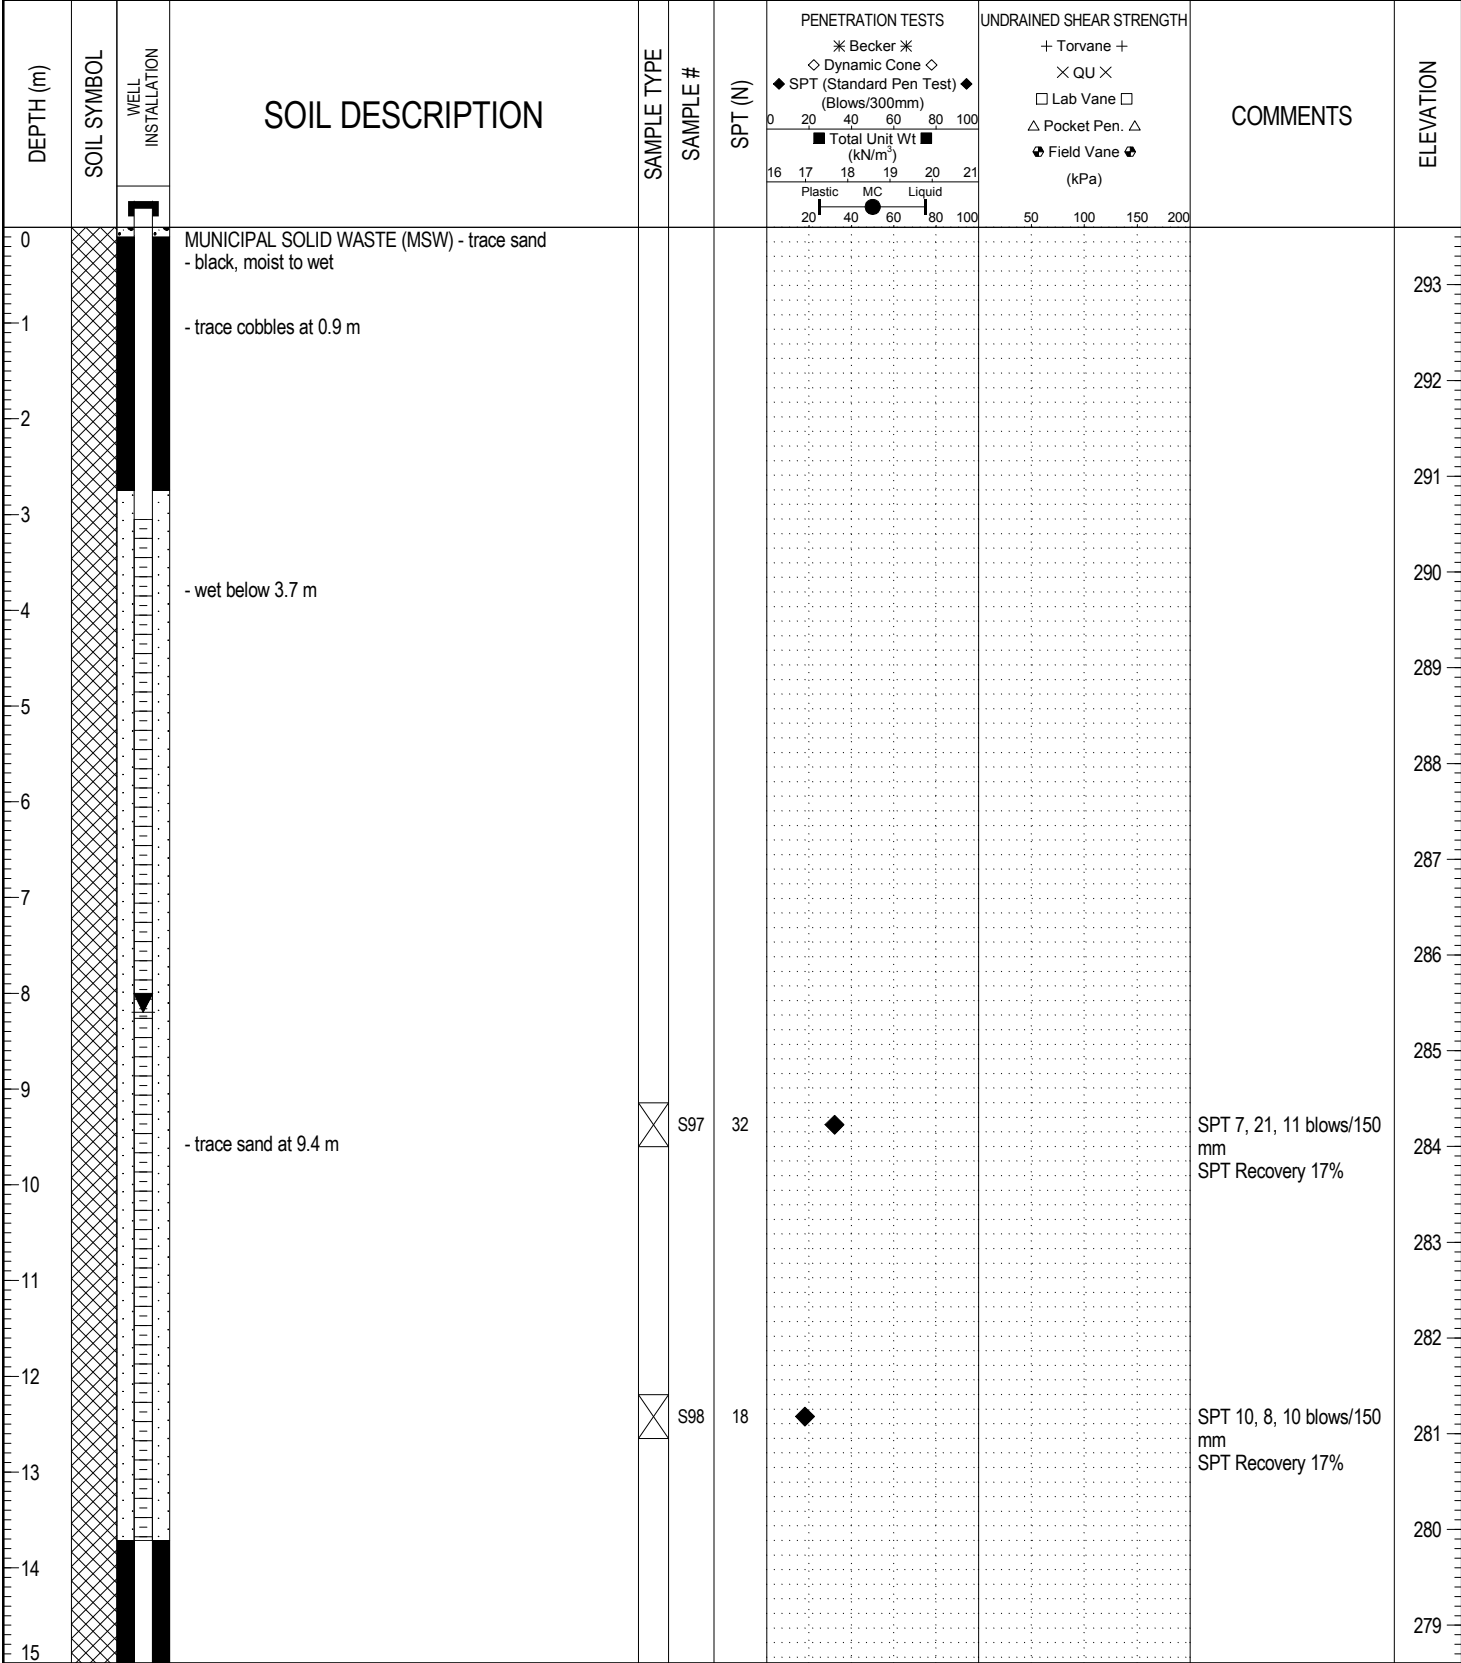 DEPTH (m)
SOIL SYMBOL
WELL
INSTALLATION
SOIL DESCRIPTION
SAMPLE TYPE
SAMPLE #
SPT (N)
PENETRATION TESTS
Becker
Dynamic Cone
SPT (Standard Pen Test)
(Blows/300mm)
0 20 40 60 80 100
Total Unit Wt
(kN/m³)
16 17 18 19 20 21
Plastic MC Liquid
20 40 60 80 100
UNDRAINED SHEAR STRENGTH
+ Torvane +
× QU ×
□ Lab Vane □
△ Pocket Pen. △
Field Vane
(kPa)
50 100 150 200
COMMENTS
ELEVATION
0
MUNICIPAL SOLID WASTE (MSW) - trace sand
- black, moist to wet
293
1
- trace cobbles at 0.9 m
292
2
291
3
290
- wet below 3.7 m
4
289
5
288
6
287
7
286
8
285
9
S97 32
SPT 7, 21, 11 blows/150
mm
SPT Recovery 17%
- trace sand at 9.4 m
284
10
283
11
282
12
S98 18
SPT 10, 8, 10 blows/150
mm
SPT Recovery 17%
281
13
280
14
279
15